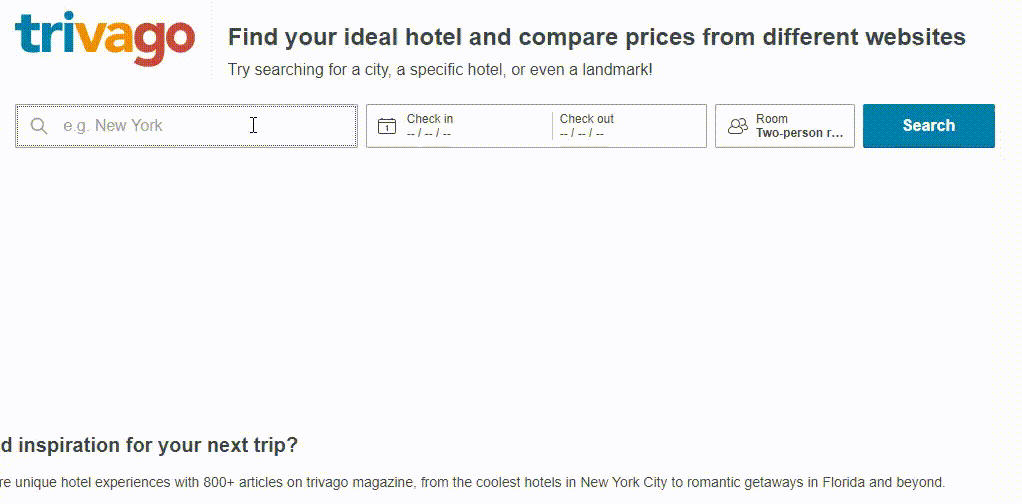 trivago
Find your ideal hotel and compare prices from different websites
Try searching for a city, a specific hotel, or even a landmark!
e.g. New York
1
Check in
-- / -- / --
Check out
-- / -- / --
Room
Two-person r...
Search
d inspiration for your next trip?
re unique hotel experiences with 800+ articles on trivago magazine, from the coolest hotels in New York City to romantic getaways in Florida and beyond.